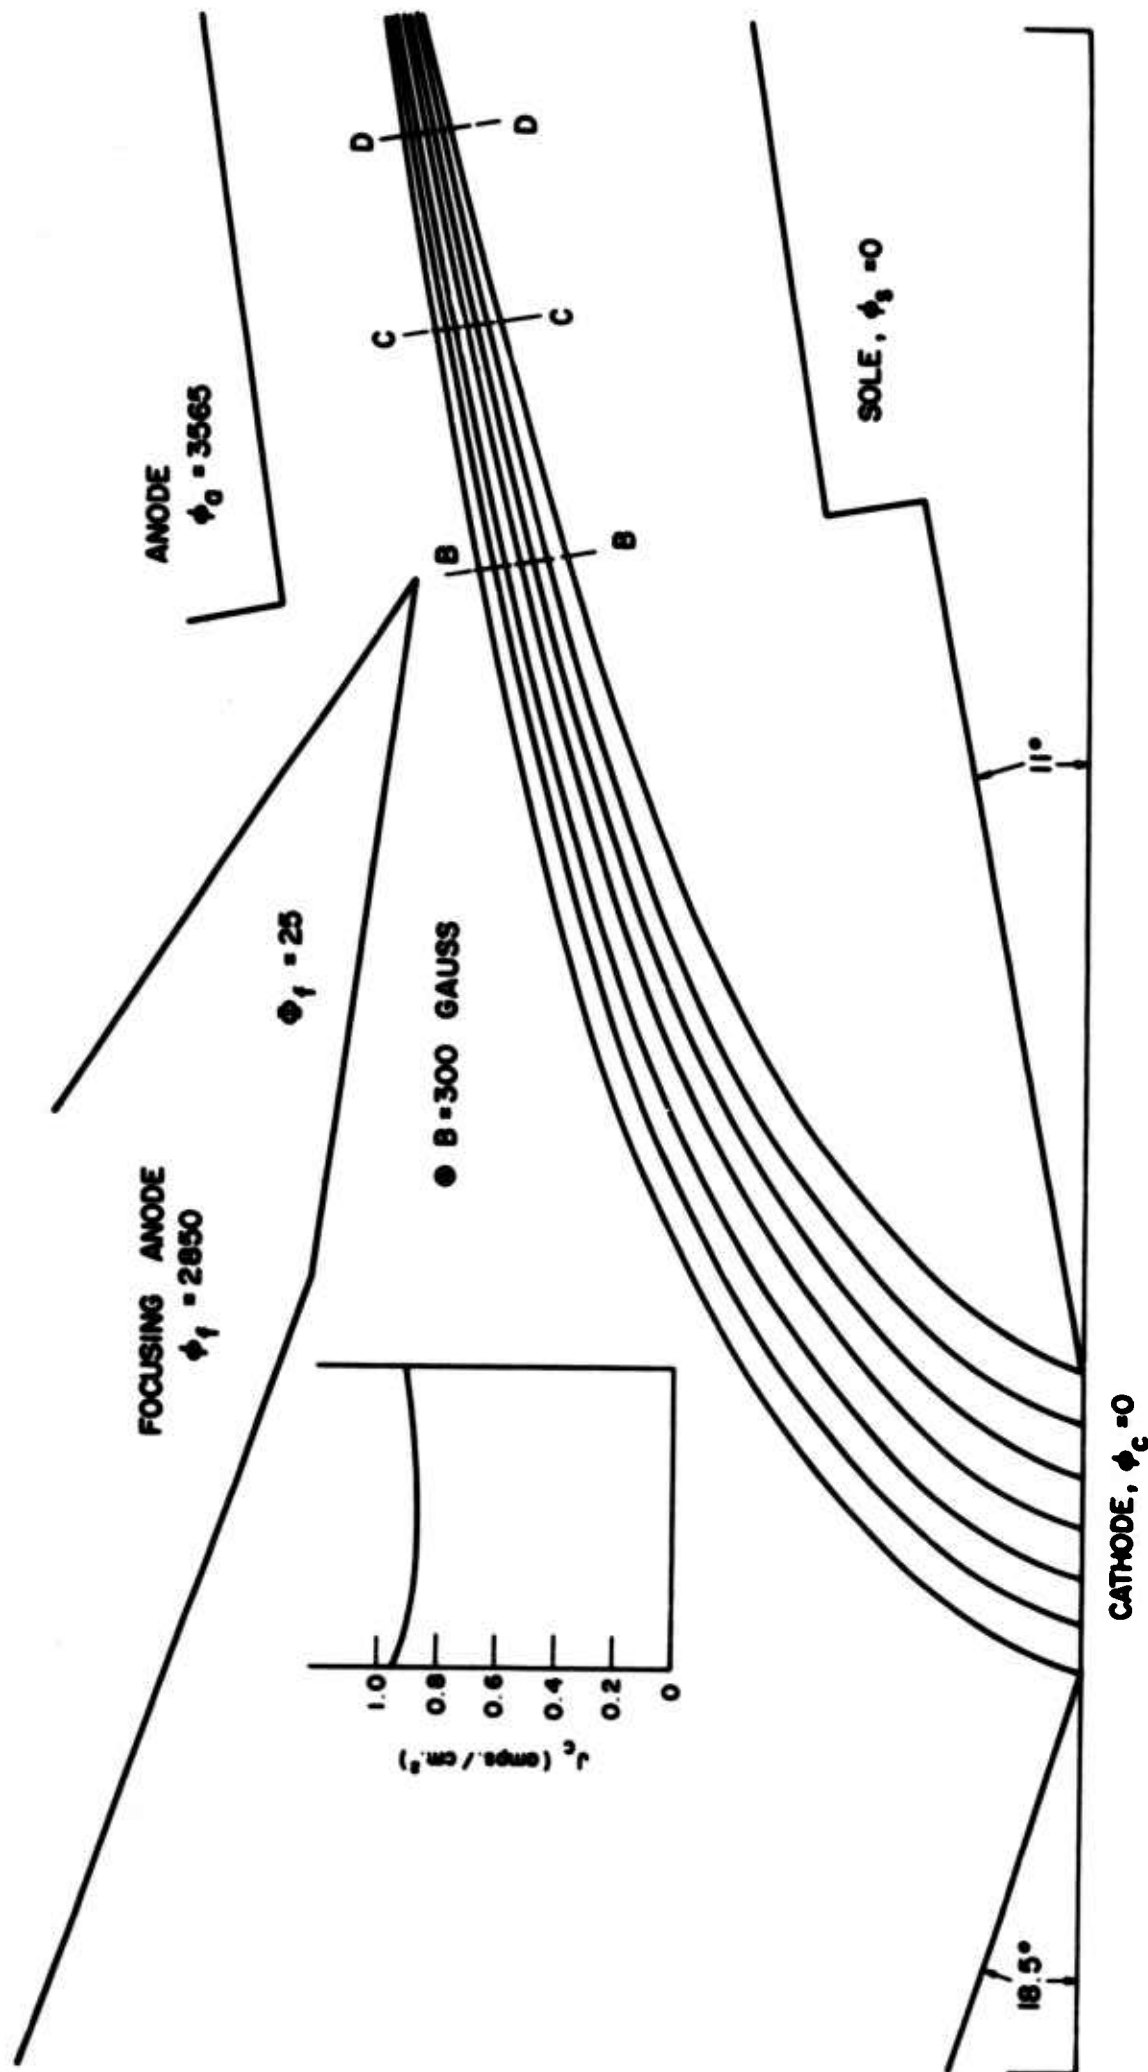 FOCUSING ANODE
ϕf = 2850
ANODE
ϕa = 3565
Φf = 25
● B = 300 GAUSS
B
B
C
C
D
D
SOLE, ϕs = 0
11°
18.5°
CATHODE, ϕc = 0
Jc (amps. / cm.²)
1.0
0.8
0.6
0.4
0.2
0